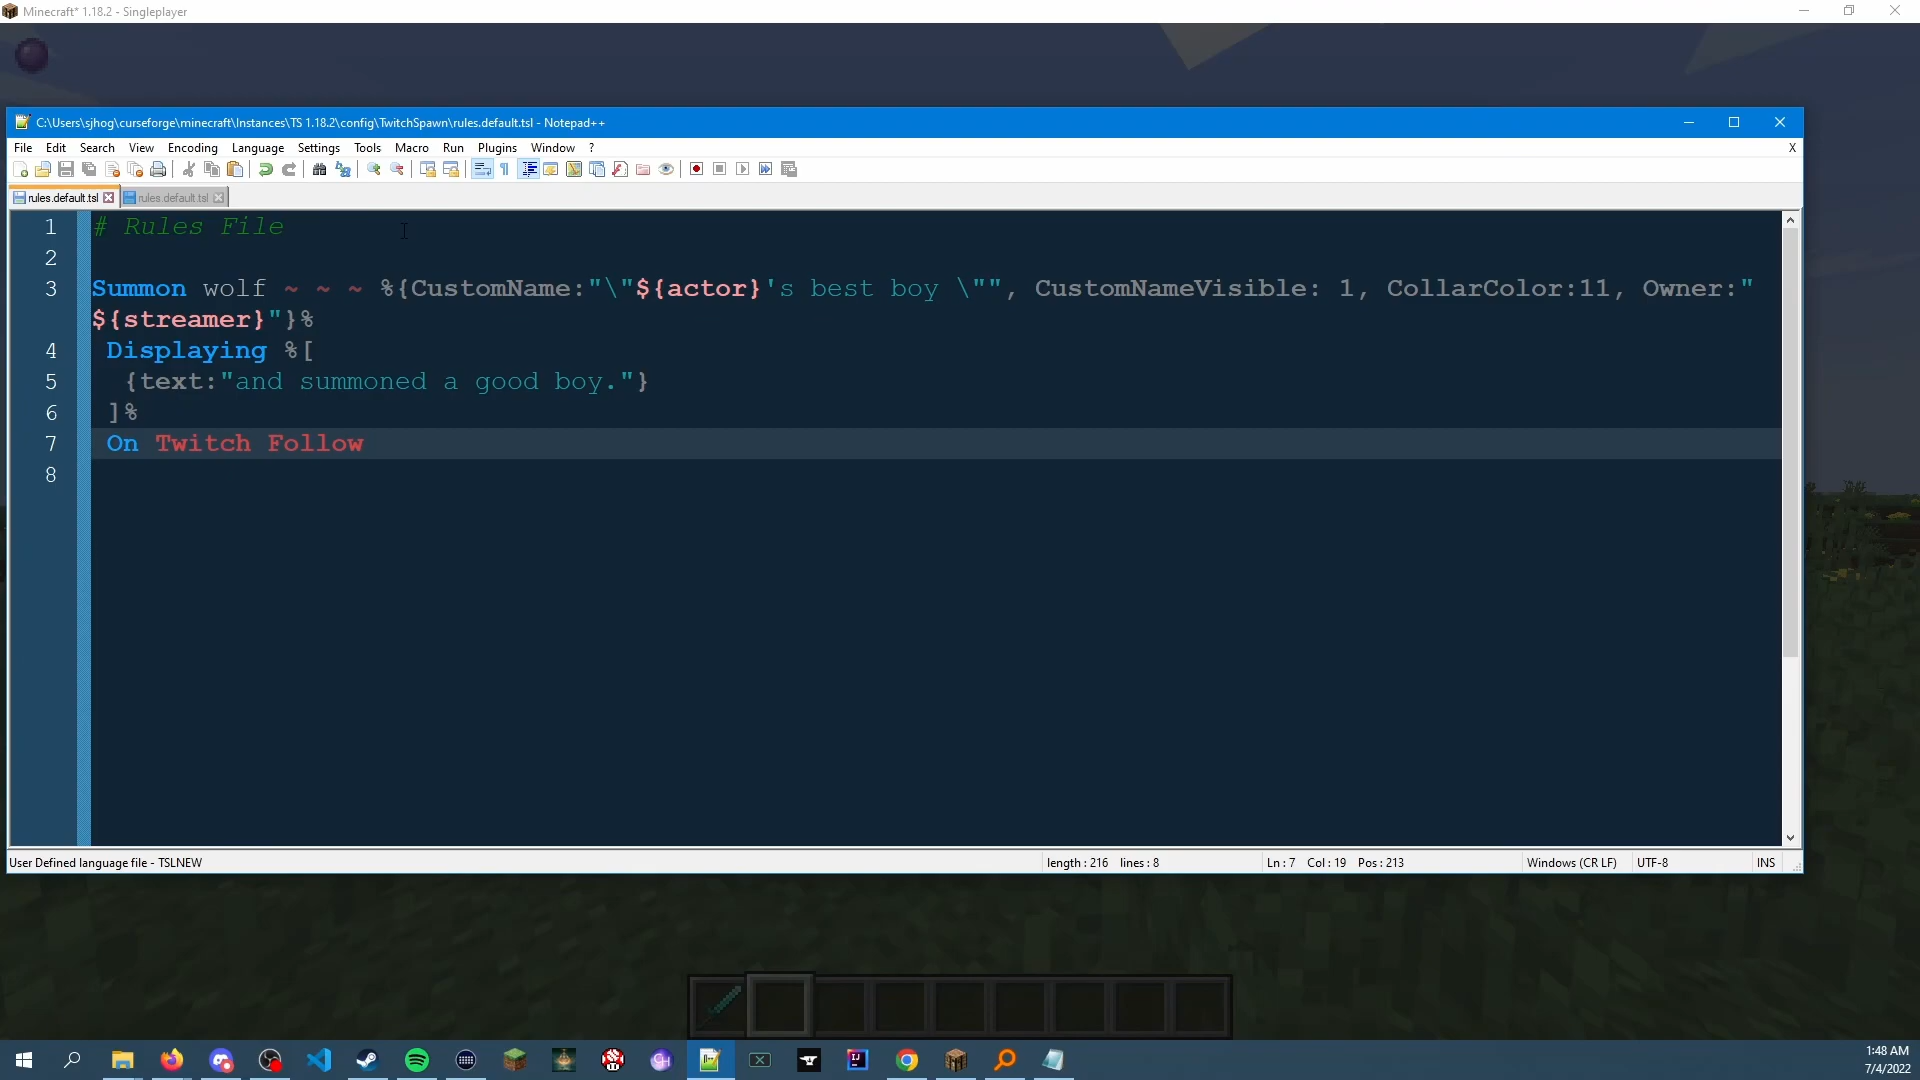 Minecraft* 1.18.2 - Singleplayer
C:\Users\sjhog\curseforge\minecraft\Instances\TS 1.18.2\config\TwitchSpawn\rules.default.tsl - Notepad++
File Edit Search View Encoding Language Settings Tools Macro Run Plugins Window ? X
rules.default.tsl rules.default.tsl
1 # Rules File
2
3 Summon wolf ~ ~ ~ %{CustomName:"\"${actor}'s best boy \"", CustomNameVisible: 1, CollarColor:11, Owner:"
${streamer}"}%
4 Displaying %[
5 {text:"and summoned a good boy."}
6 ]%
7 On Twitch Follow
8
User Defined language file - TSLNEW length : 216 lines : 8 Ln : 7 Col : 19 Pos : 213 Windows (CR LF) UTF-8 INS
1:48 AM
7/4/2022